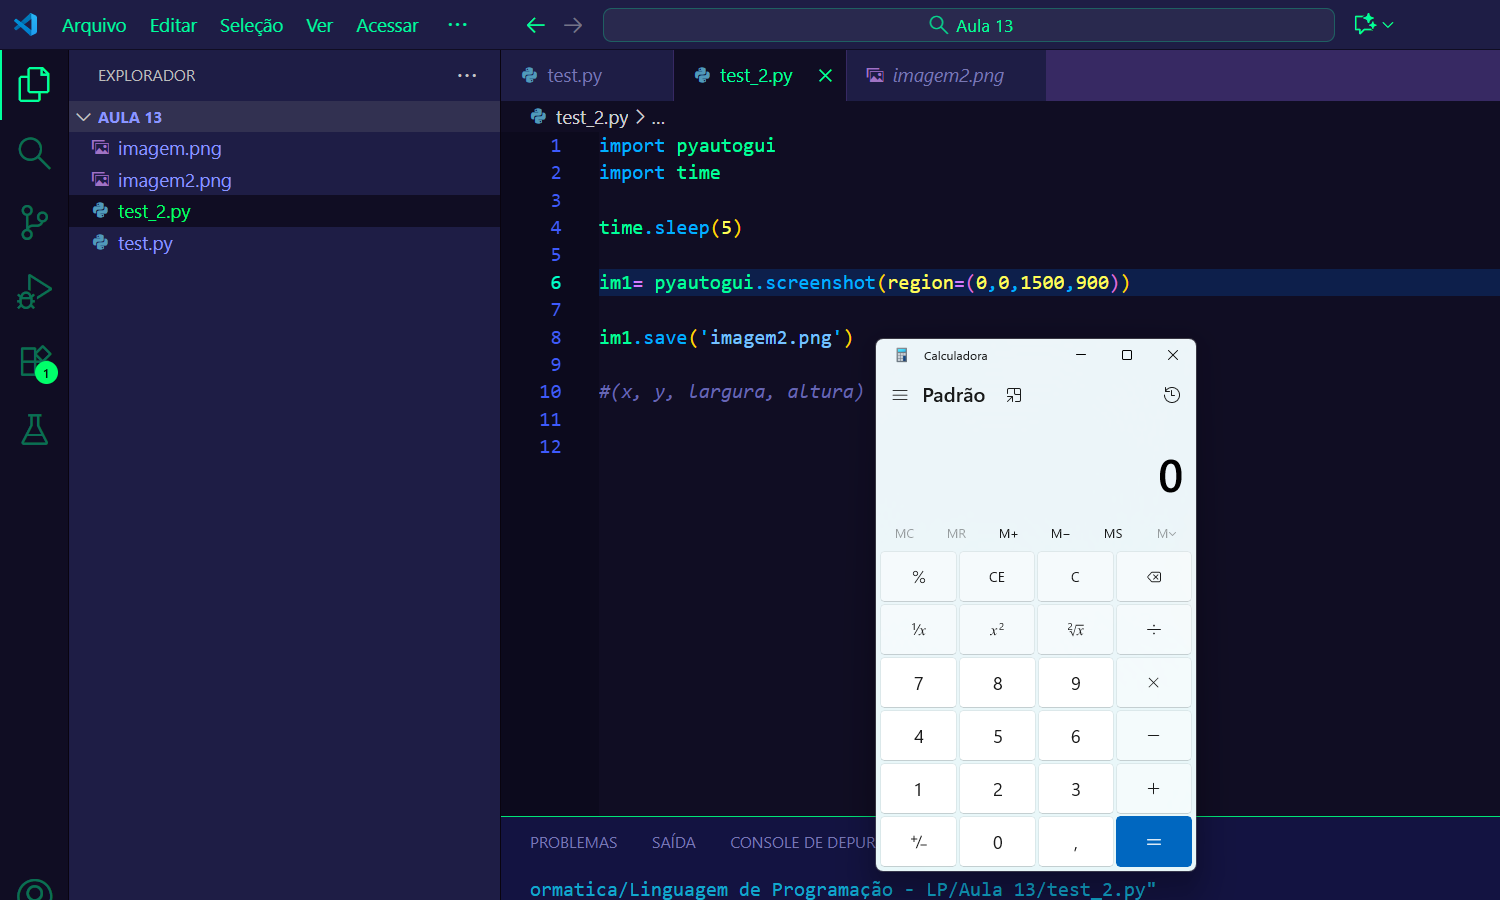 Arquivo Editar Seleção Ver Acessar ··· Aula 13
EXPLORADOR ···
AULA 13
imagem.png
imagem2.png
test_2.py
test.py
1
test.py test_2.py imagem2.png
test_2.py > ...
1 import pyautogui
2 import time
3
4 time.sleep(5)
5
6 im1= pyautogui.screenshot(region=(0,0,1500,900))
7
8 im1.save('imagem2.png')
9
10 #(x, y, largura, altura)
11
12
Calculadora
Padrão
0
MC MR M+ M− MS M
% CE C
¹/x x² ²√x ÷
7 8 9 ×
4 5 6 −
1 2 3 +
+/− 0 , =
PROBLEMAS SAÍDA CONSOLE DE DEPUR
ormatica/Linguagem de Programação - LP/Aula 13/test_2.py"